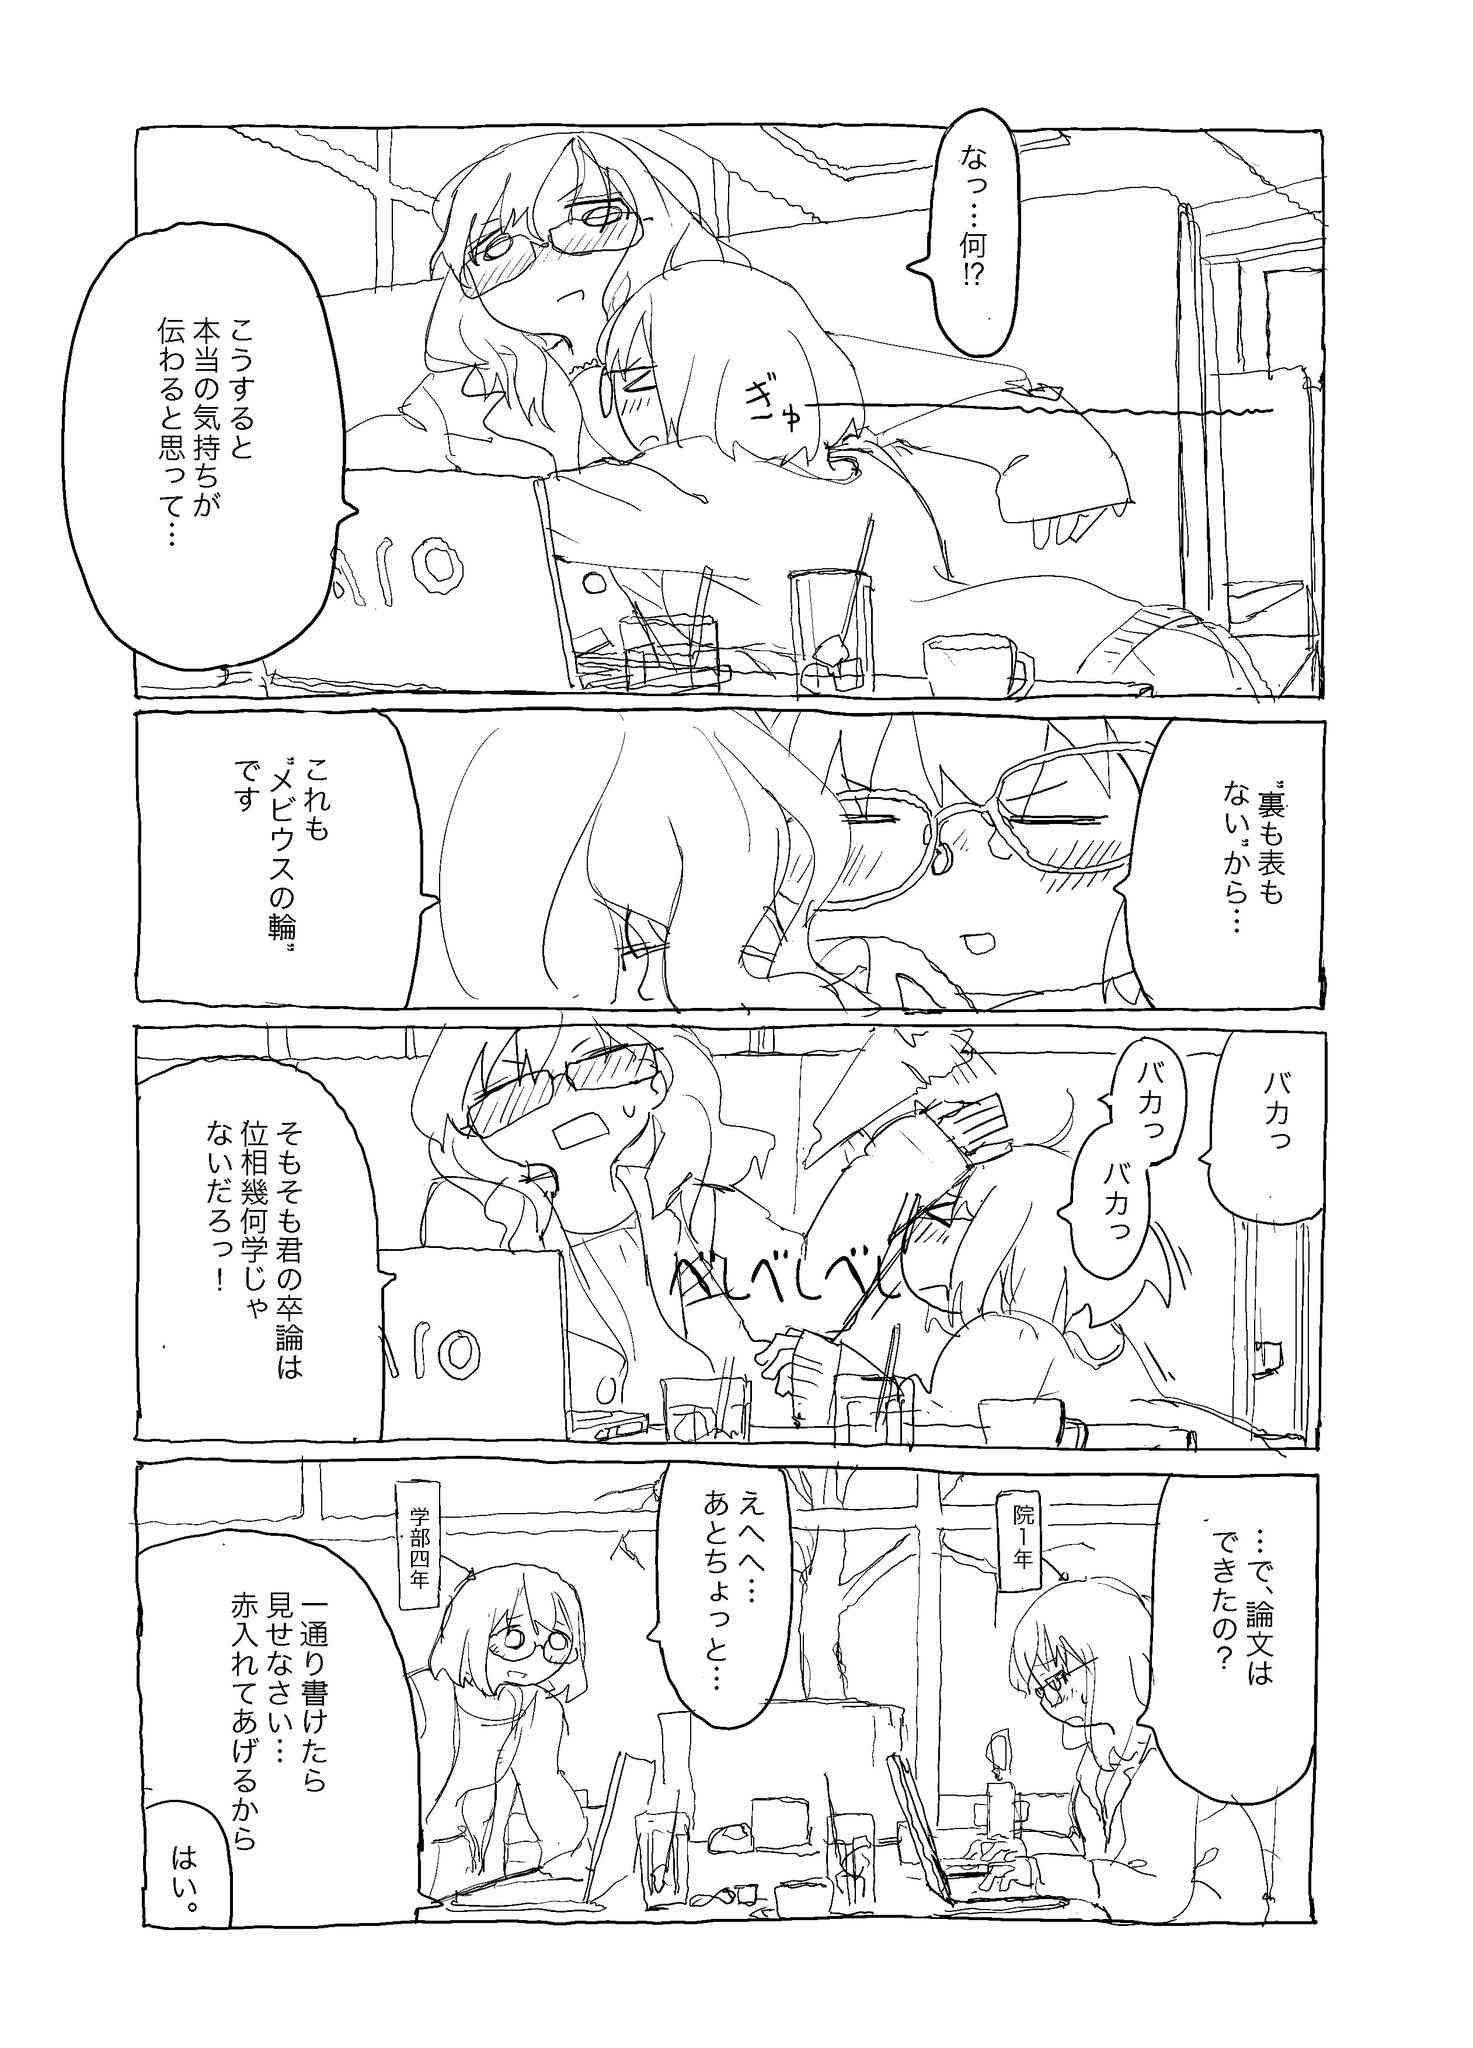 なっ…何!?
ぎゅー
こうすると
本当の気持ちが
伝わると思って…
"裏も表も
ない"から…
これも
"メビウスの輪"
です
バカっ
バカっ
バカっ
べしべしべし
そもそも君の卒論は
位相幾何学じゃ
ないだろっ！
…で、論文は
できたの？
院1年
えへへ…
あとちょっと…
学部四年
一通り書けたら
見せなさい…
赤入れてあげるから
はい。